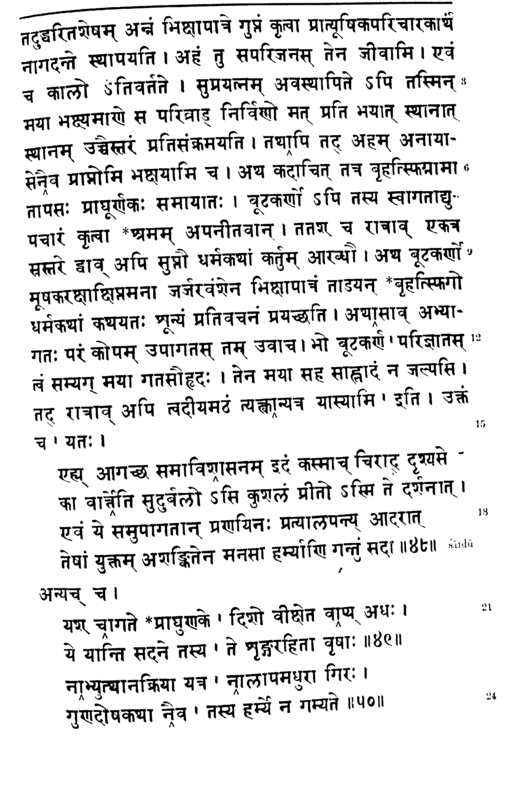 तदुद्धरितशेषम् अन्नं भिक्षापात्रे गुप्तं कृत्वा प्रात्यूषिकपरिचारकार्थं
नागदन्ते स्थापयति। अहं तु सपरिजनस् तेन जीवामि। एवं
च कालो ऽतिवर्तते। सुप्रयत्नम् अवस्थापिते ऽपि तस्मिन् 3
मया भक्ष्यमाणे स परिव्राड् निर्विणो मत् प्रति भयात् स्थानात्
स्थानम् उच्चैस्तरं प्रतिसंक्रमयति। तथापि तद् अहम् अनाया-
सेनैव प्राप्नोमि भक्षयामि च। अथ कदाचित् तत्र बृहत्स्फिग्नामा 6
तापसः प्राघूर्णकः समायातः। बूटकर्णो ऽपि तस्य स्वागताद्यु-
पचारं कृत्वा *श्रमम् अपनीतवान्। ततश् च रात्राव् एकत्र
स्रस्तरे द्वाव् अपि सुप्तौ धर्मकथां कर्तुम् आरब्धौ। अथ बूटकर्णो 9
मूषकरक्षाक्षिप्तमना जर्जरवंशेन भिक्षापात्रं ताडयन् *बृहत्स्फिगो
धर्मकथां कथयतः शून्यं प्रतिवचनं प्रयच्छति। अथासाव् अभ्या-
गतः परं कोपम् उपागतस् तम् उवाच। भो बूटकर्ण' परिज्ञातस् 12
त्वं सम्यग् मया गतसौहृदः। तेन मया सह साह्लादं न जल्पसि।
तद् रात्राव् अपि त्वदीयमठं त्यक्त्वान्यत्र यास्यामि' इति। उक्तं
च' यतः। 15
एह्य् आगच्छ समाविशासनम् इदं कस्माच् चिराद् दृश्यसे
का वार्त्तेति सुदुर्बलो ऽसि कुशलं प्रीतो ऽस्मि ते दर्शनात्।
एवं ये समुपागतान् प्रणयिनः प्रत्यालपन्त्य् आदरात् 18
तेषां युक्तम् अशङ्कितेन मनसा हर्म्याणि गन्तुं सदा॥४८॥ śārdū
अन्यच् च।
यश् चागते *प्राघुणके' दिशो वीक्षेत वाप्य् अधः। 21
ये यान्ति सदने तस्य' ते शृङ्गरहिता वृषाः॥४९॥
नाभ्युत्थानक्रिया यत्र' नालापमधुरा गिरः।
गुणदोषकथा नैव' तस्य हर्म्ये न गम्यते॥५०॥ 24